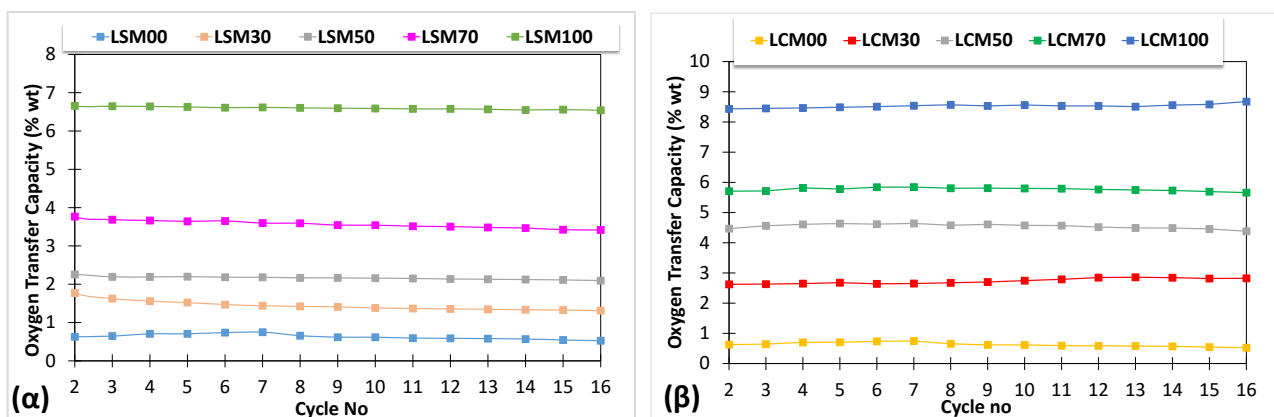 LSM00 LSM30 LSM50 LSM70 LSM100
Oxygen Transfer Capacity (% wt)
8
7
6
5
4
3
2
1
0
2 3 4 5 6 7 8 9 10 11 12 13 14 15 16
Cycle No
(α)
LCM00 LCM30 LCM50 LCM70 LCM100
Oxygen Transfer Capacity (% wt)
10
9
8
7
6
5
4
3
2
1
0
2 3 4 5 6 7 8 9 10 11 12 13 14 15 16
Cycle no
(β)